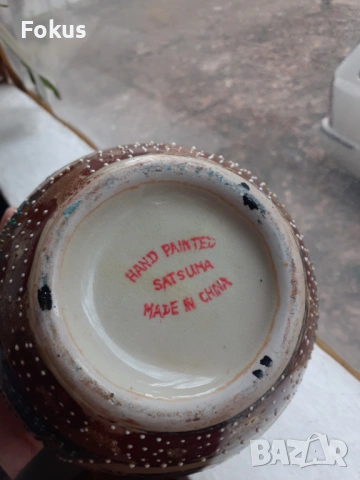 Fokus
HAND PAINTED
SATSUMA
MADE IN CHINA
BAZAR